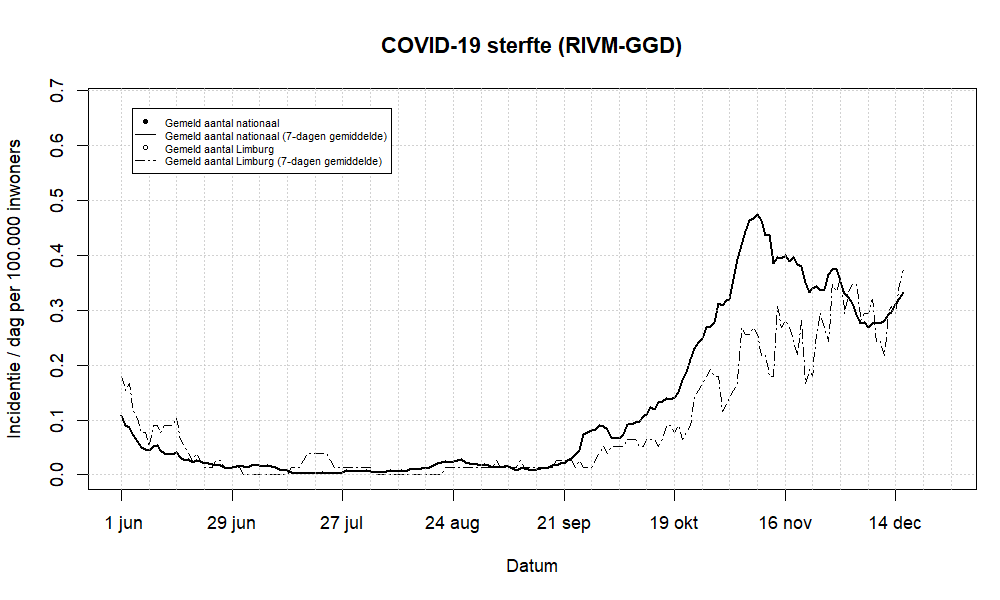 COVID-19 sterfte (RIVM-GGD)
Incidentie / dag per 100.000 inwoners
0.7
0.6
0.5
0.4
0.3
0.2
0.1
0.0
Gemeld aantal nationaal
Gemeld aantal nationaal (7-dagen gemiddelde)
Gemeld aantal Limburg
Gemeld aantal Limburg (7-dagen gemiddelde)
1 jun 29 jun 27 jul 24 aug 21 sep 19 okt 16 nov 14 dec
Datum